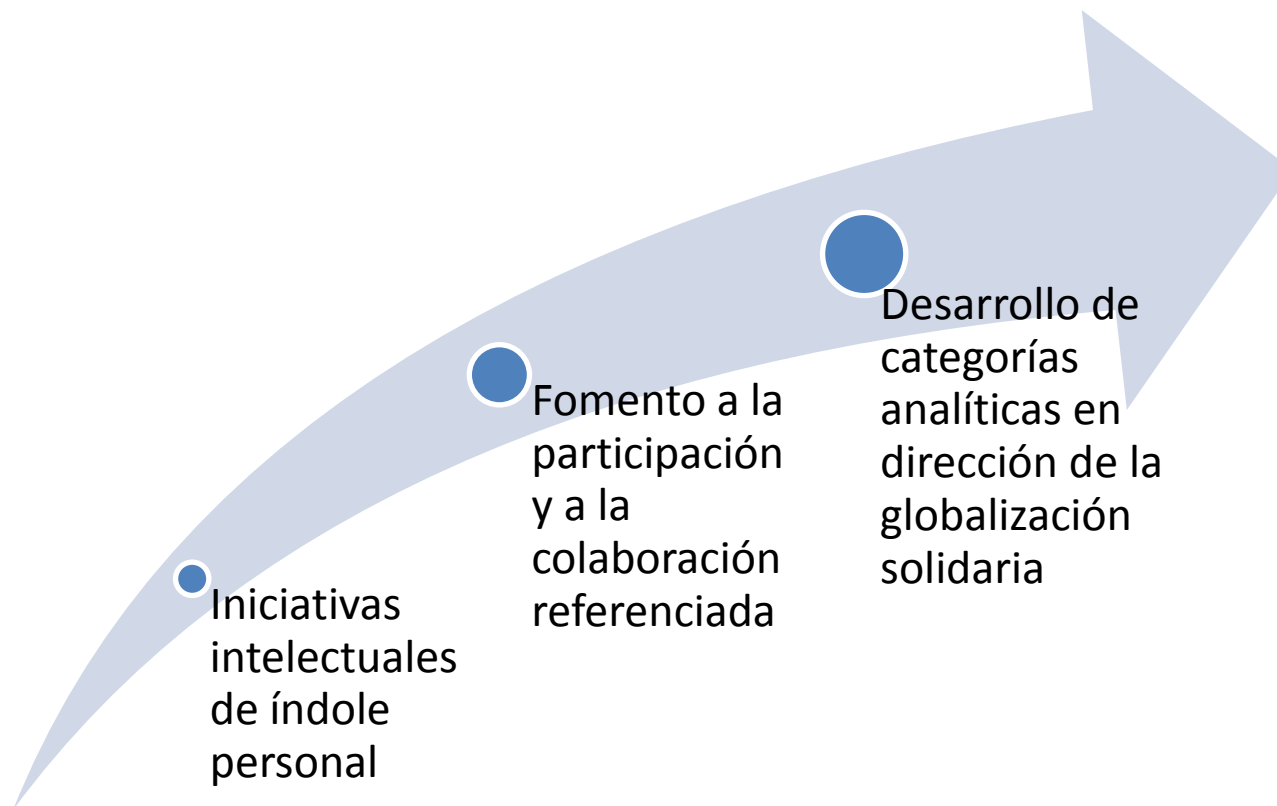 Iniciativas
intelectuales
de índole
personal
Fomento a la
participación
y a la
colaboración
referenciada
Desarrollo de
categorías
analíticas en
dirección de la
globalización
solidaria